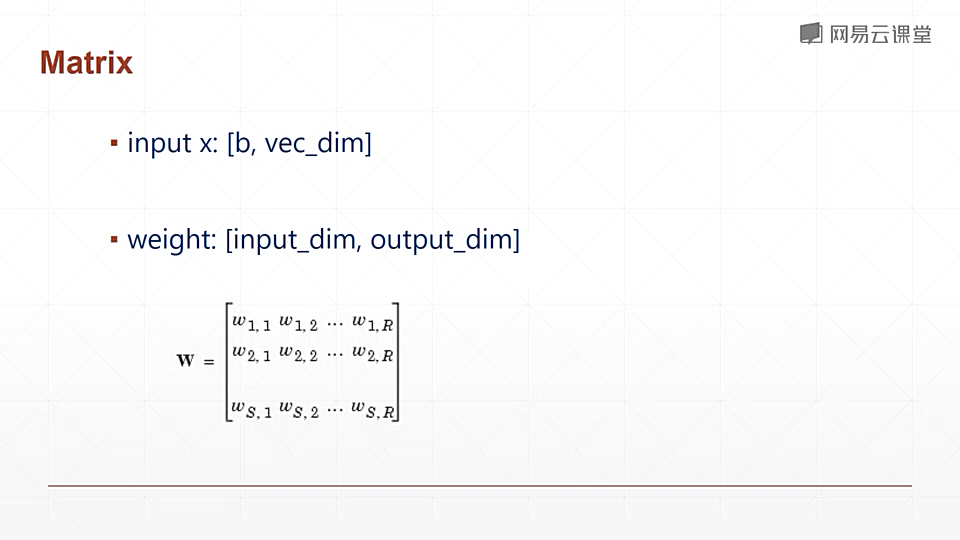 网易云课堂
Matrix
▪ input x: [b, vec_dim]
▪ weight: [input_dim, output_dim]
W = [w1,1 w1,2 ... w1,R
w2,1 w2,2 ... w2,R
wS,1 wS,2 ... wS,R]